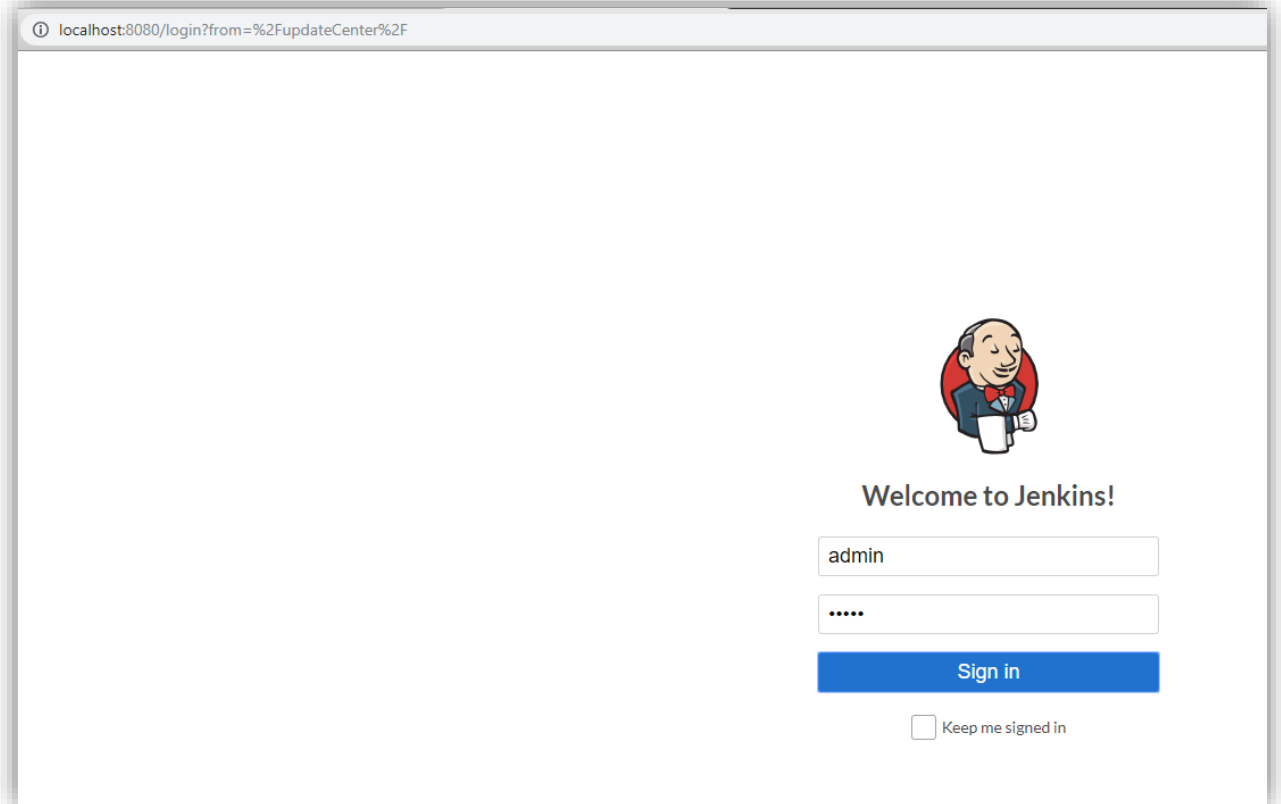 localhost:8080/login?from=%2FupdateCenter%2F
Welcome to Jenkins!
admin
•••••
Sign in
Keep me signed in